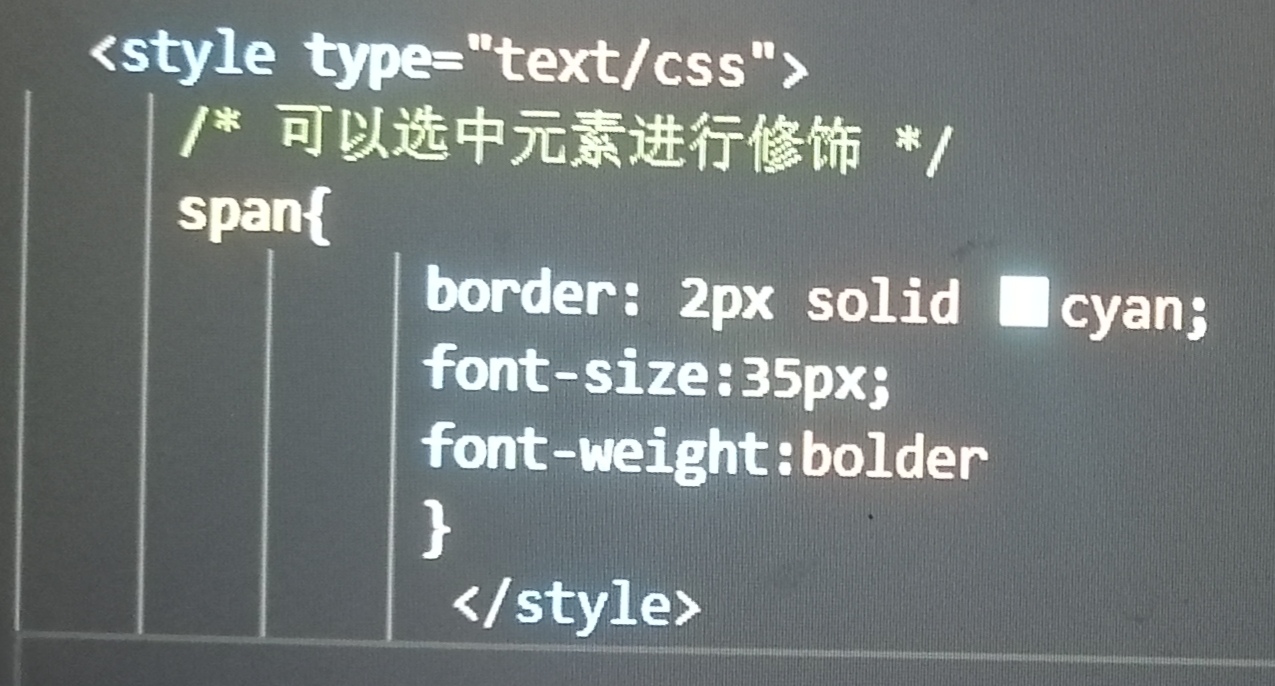 <style type="text/css">
/* 可以选中元素进行修饰 */
span{
border: 2px solid cyan;
font-size:35px;
font-weight:bolder
}
</style>